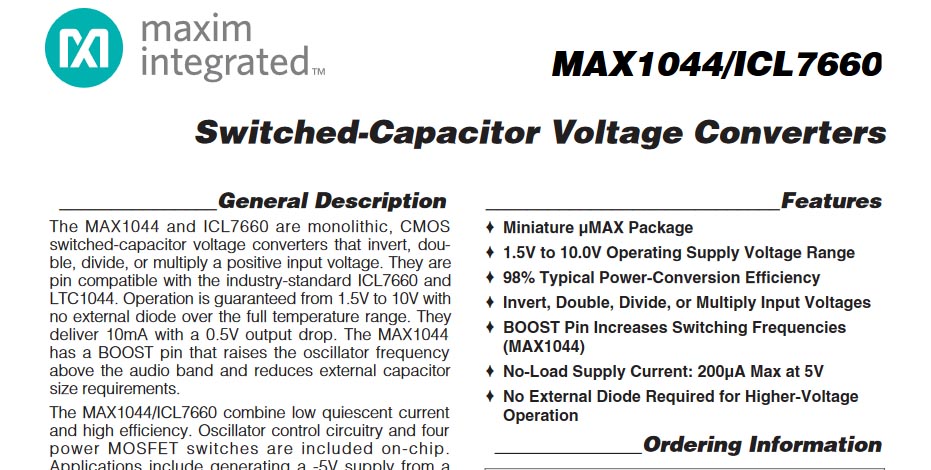 maxim
integrated™
MAX1044/ICL7660
Switched-Capacitor Voltage Converters
General Description
The MAX1044 and ICL7660 are monolithic, CMOS
switched-capacitor voltage converters that invert, dou-
ble, divide, or multiply a positive input voltage. They are
pin compatible with the industry-standard ICL7660 and
LTC1044. Operation is guaranteed from 1.5V to 10V with
no external diode over the full temperature range. They
deliver 10mA with a 0.5V output drop. The MAX1044
has a BOOST pin that raises the oscillator frequency
above the audio band and reduces external capacitor
size requirements.
The MAX1044/ICL7660 combine low quiescent current
and high efficiency. Oscillator control circuitry and four
power MOSFET switches are included on-chip.
Applications include generating a -5V supply from a
Features
♦ Miniature μMAX Package
♦ 1.5V to 10.0V Operating Supply Voltage Range
♦ 98% Typical Power-Conversion Efficiency
♦ Invert, Double, Divide, or Multiply Input Voltages
♦ BOOST Pin Increases Switching Frequencies
(MAX1044)
♦ No-Load Supply Current: 200μA Max at 5V
♦ No External Diode Required for Higher-Voltage
Operation
Ordering Information